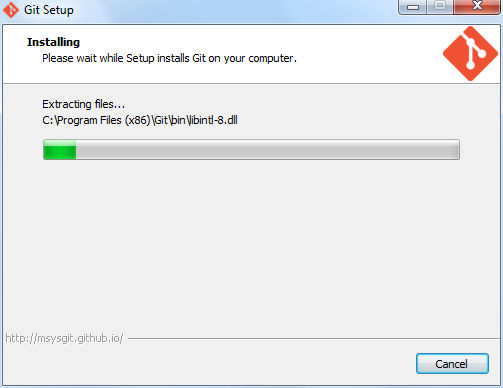 Git Setup
Installing
Please wait while Setup installs Git on your computer.
Extracting files...
C:\Program Files (x86)\Git\bin\libintl-8.dll
http://msysgit.github.io/
Cancel